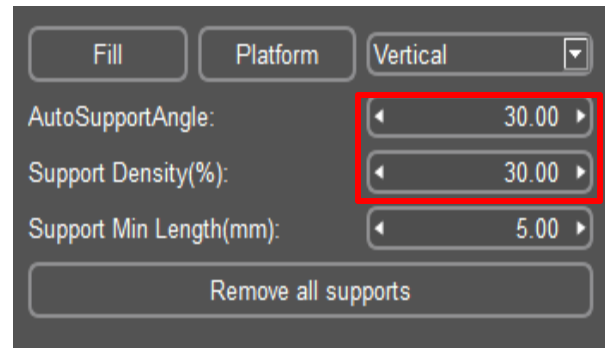 Fill Platform Vertical
AutoSupportAngle: 30.00
Support Density(%): 30.00
Support Min Length(mm): 5.00
Remove all supports